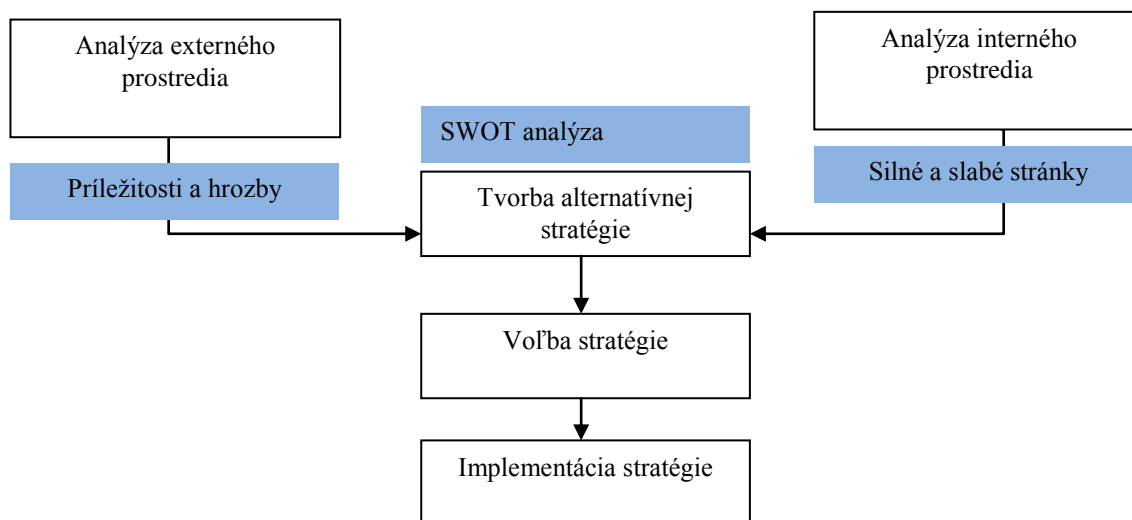 Analýza externého
prostredia
Analýza interného
prostredia
SWOT analýza
Príležitosti a hrozby
Silné a slabé stránky
Tvorba alternatívnej
stratégie
Voľba stratégie
Implementácia stratégie